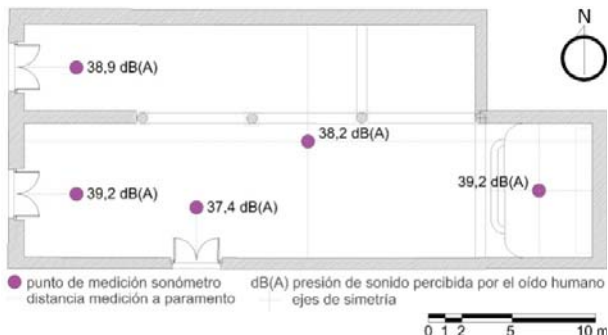 N
38,9 dB(A)
38,2 dB(A)
39,2 dB(A)
39,2 dB(A)
37,4 dB(A)
punto de medición sonómetro
dB(A) presión de sonido percibida por el oído humano
distancia medición a paramento
ejes de simetría
0 1 2 5 10 m